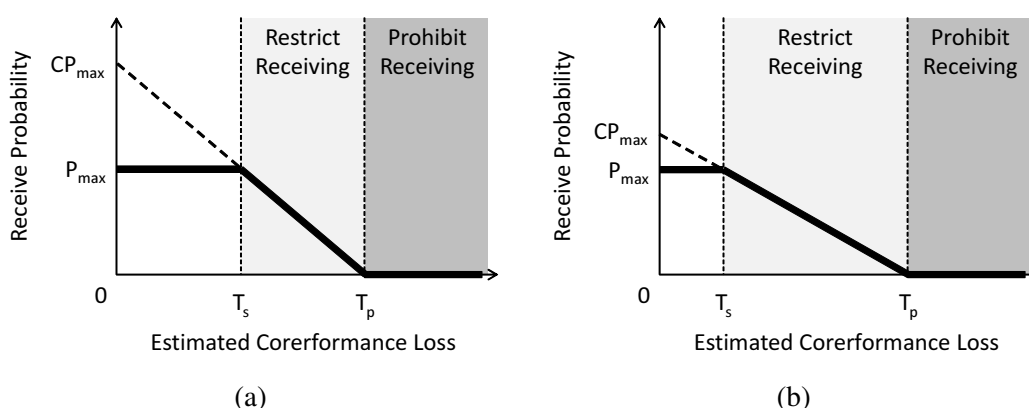 Receive Probability
CP_max
P_max
0
Restrict
Receiving
Prohibit
Receiving
T_s
T_p
Estimated Corerformance Loss
(a)
Receive Probability
CP_max
P_max
0
Restrict
Receiving
Prohibit
Receiving
T_s
T_p
Estimated Corerformance Loss
(b)